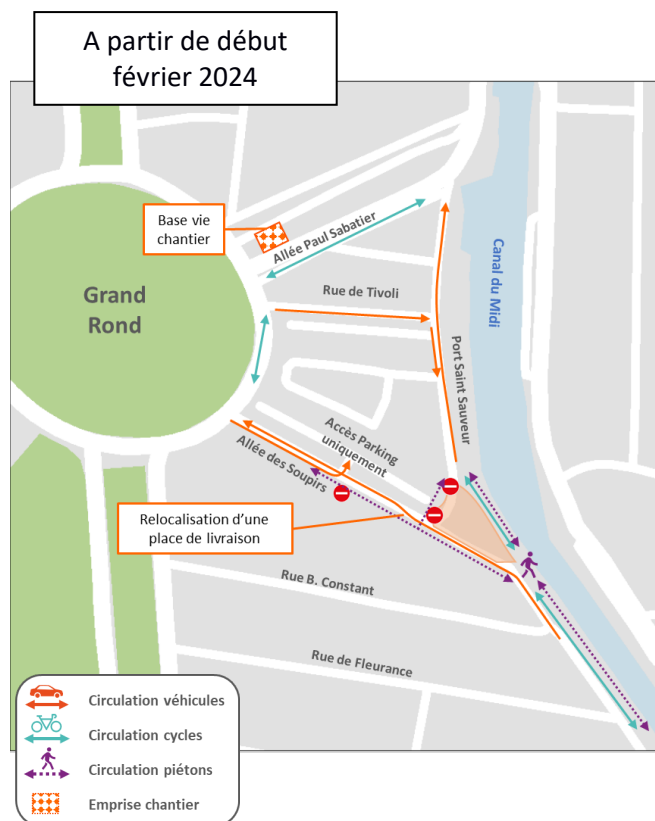 A partir de début
février 2024
Base vie
chantier
Allée Paul Sabatier
Grand
Rond
Rue de Tivoli
Canal du Midi
Port Saint Sauveur
Accès Parking
uniquement
Allée des Soupirs
Relocalisation d'une
place de livraison
Rue B. Constant
Rue de Fleurance
Circulation véhicules
Circulation cycles
Circulation piétons
Emprise chantier